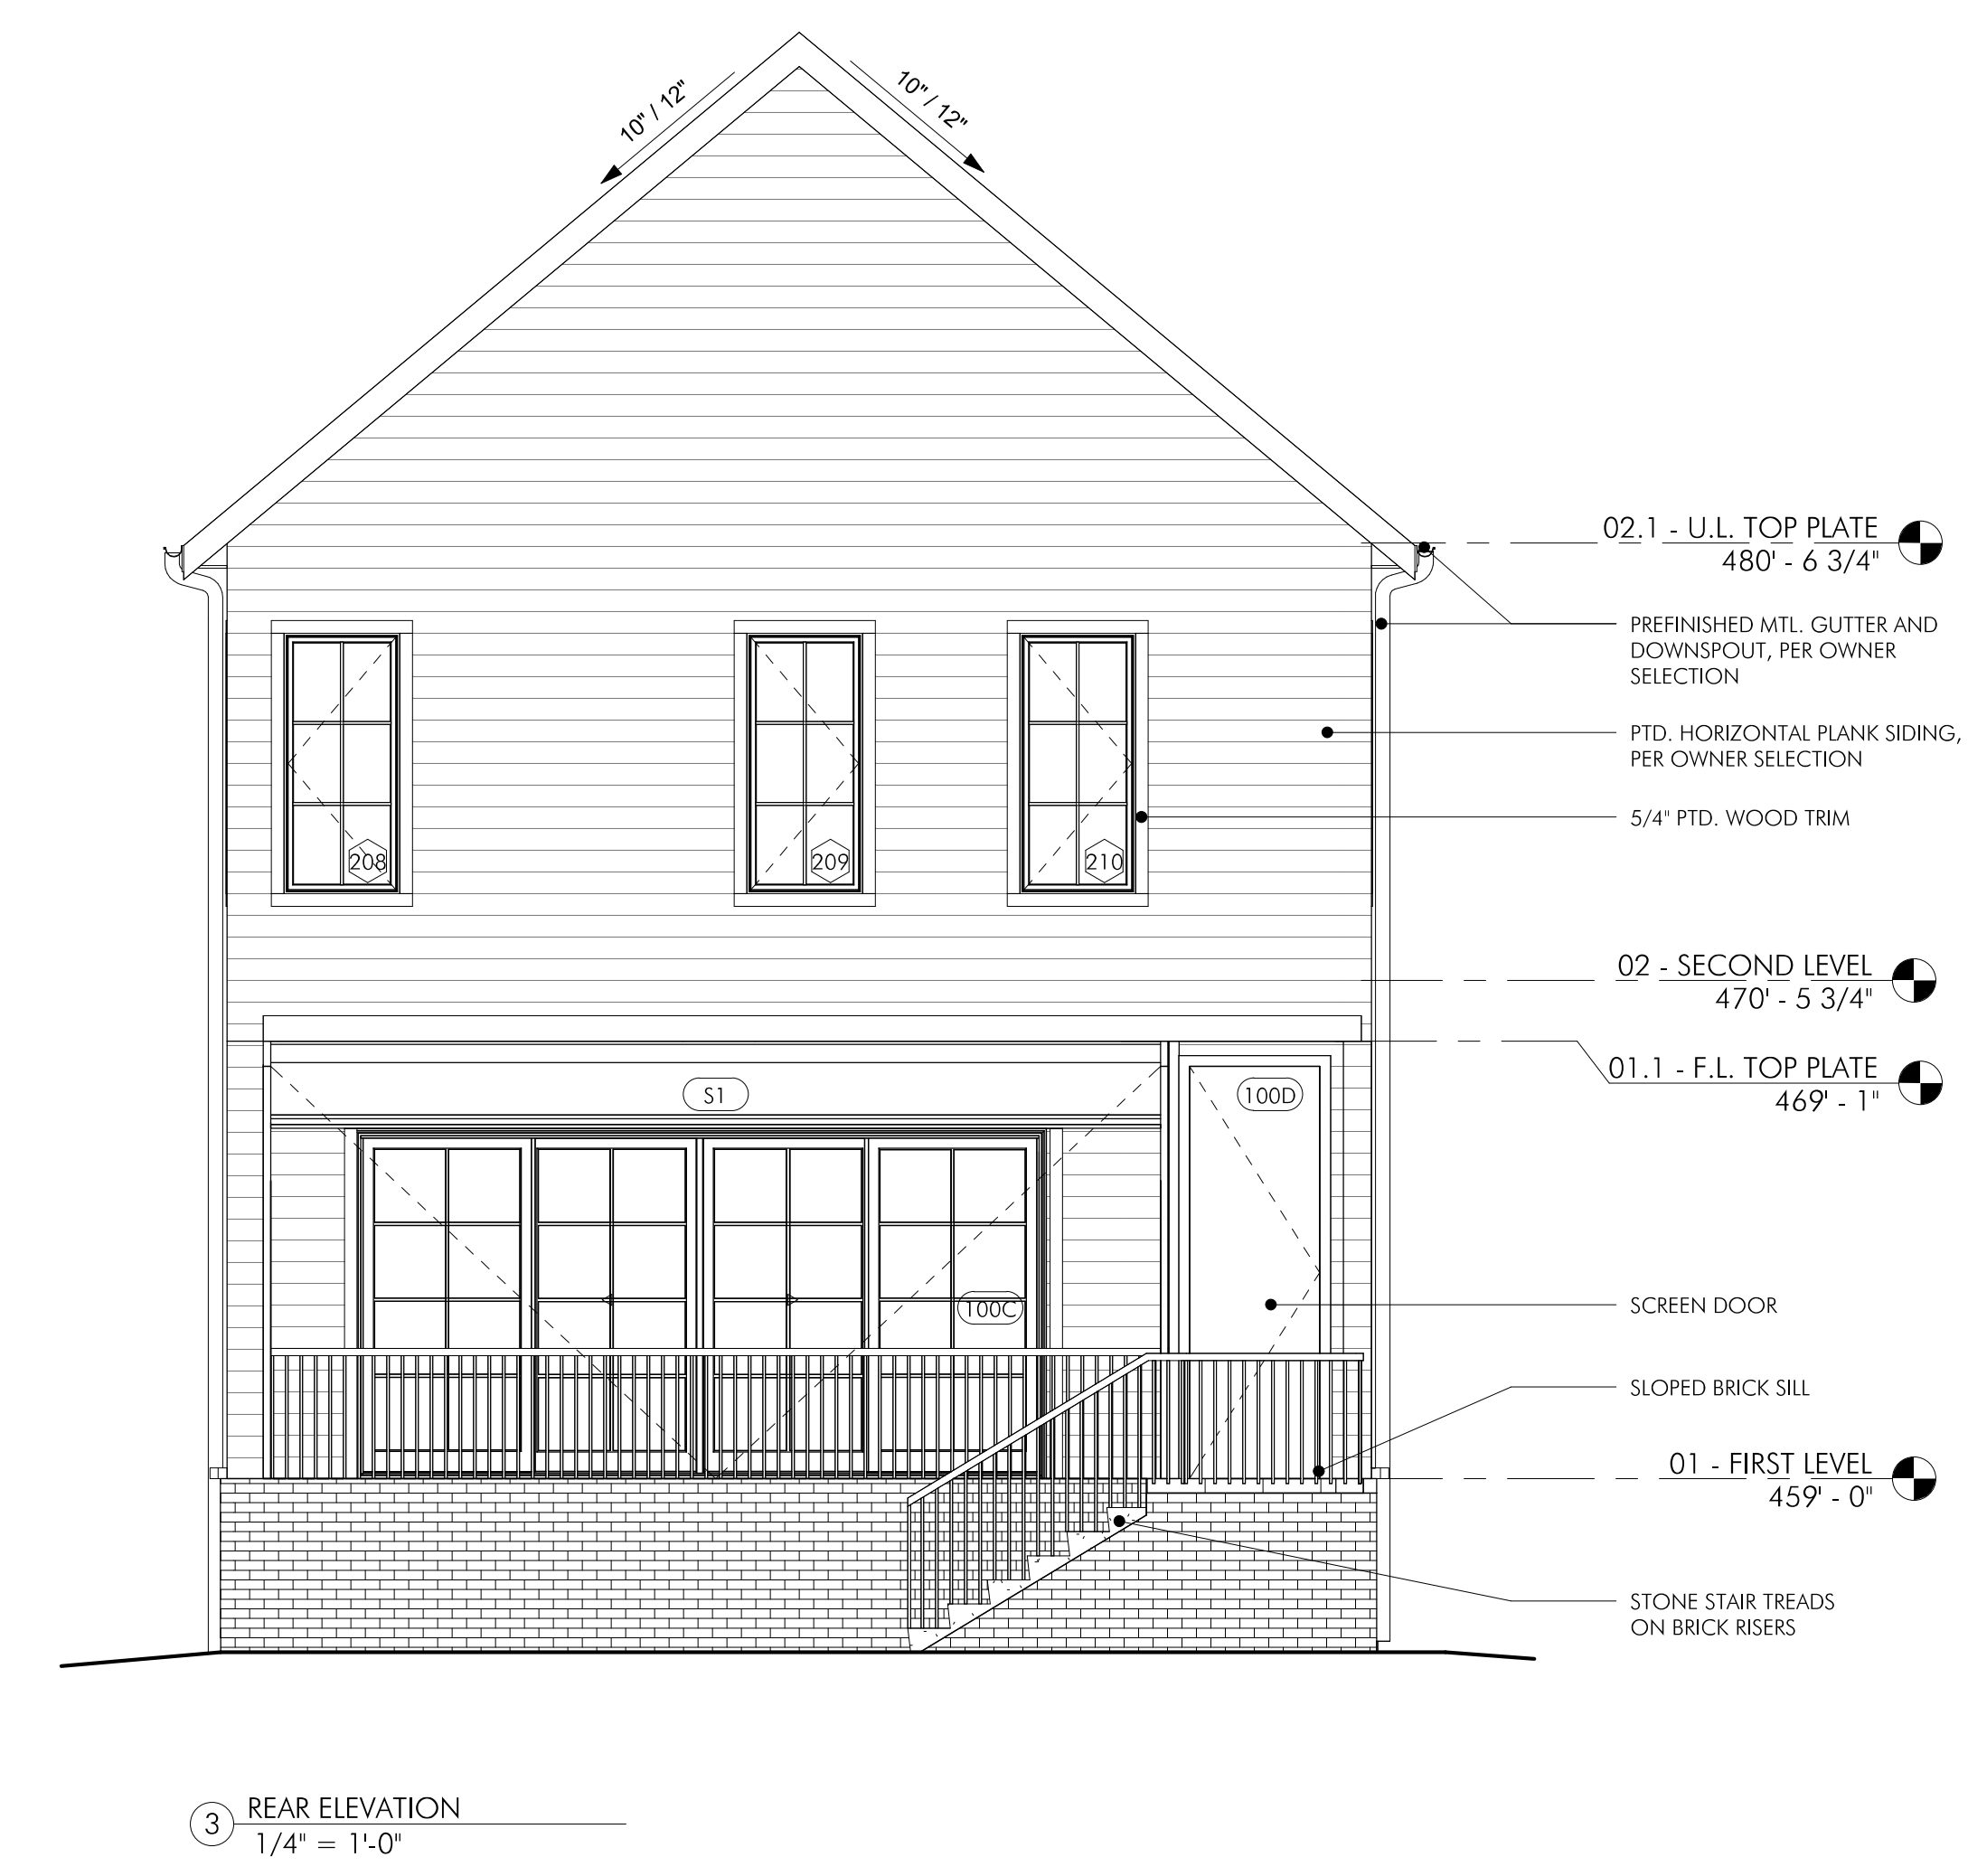 10" / 12"
10" / 12"
02.1 - U.L. TOP PLATE
480' - 6 3/4"
PREFINISHED MTL. GUTTER AND
DOWNSPOUT, PER OWNER
SELECTION
PTD. HORIZONTAL PLANK SIDING,
PER OWNER SELECTION
5/4" PTD. WOOD TRIM
208
209
210
02 - SECOND LEVEL
470' - 5 3/4"
01.1 - F.L. TOP PLATE
469' - 1"
S1
100D
100C
SCREEN DOOR
SLOPED BRICK SILL
01 - FIRST LEVEL
459' - 0"
STONE STAIR TREADS
ON BRICK RISERS
3
REAR ELEVATION
1/4" = 1'-0"